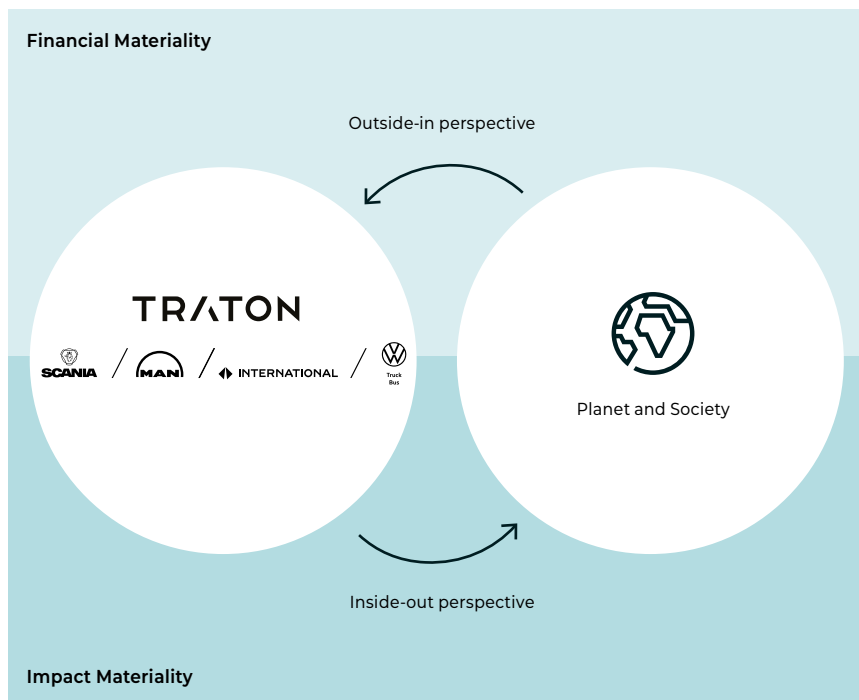 Financial Materiality
Outside-in perspective
TRATON
SCANIA
MAN
INTERNATIONAL
Truck
Bus
Planet and Society
Inside-out perspective
Impact Materiality